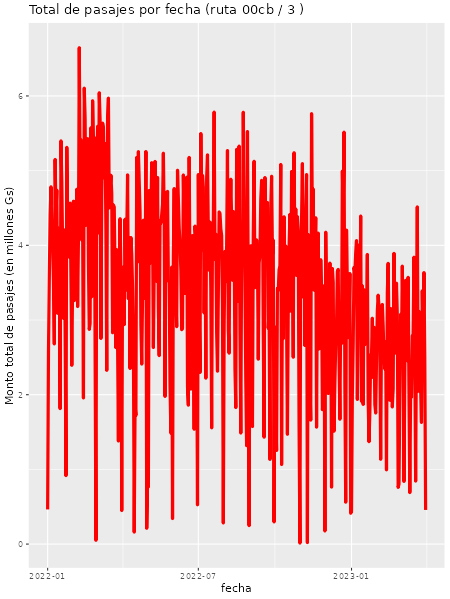 Total de pasajes por fecha (ruta 00cb / 3 )
Monto total de pasajes (en millones Gs)
6
4
2
0
2022-01
2022-07
2023-01
fecha